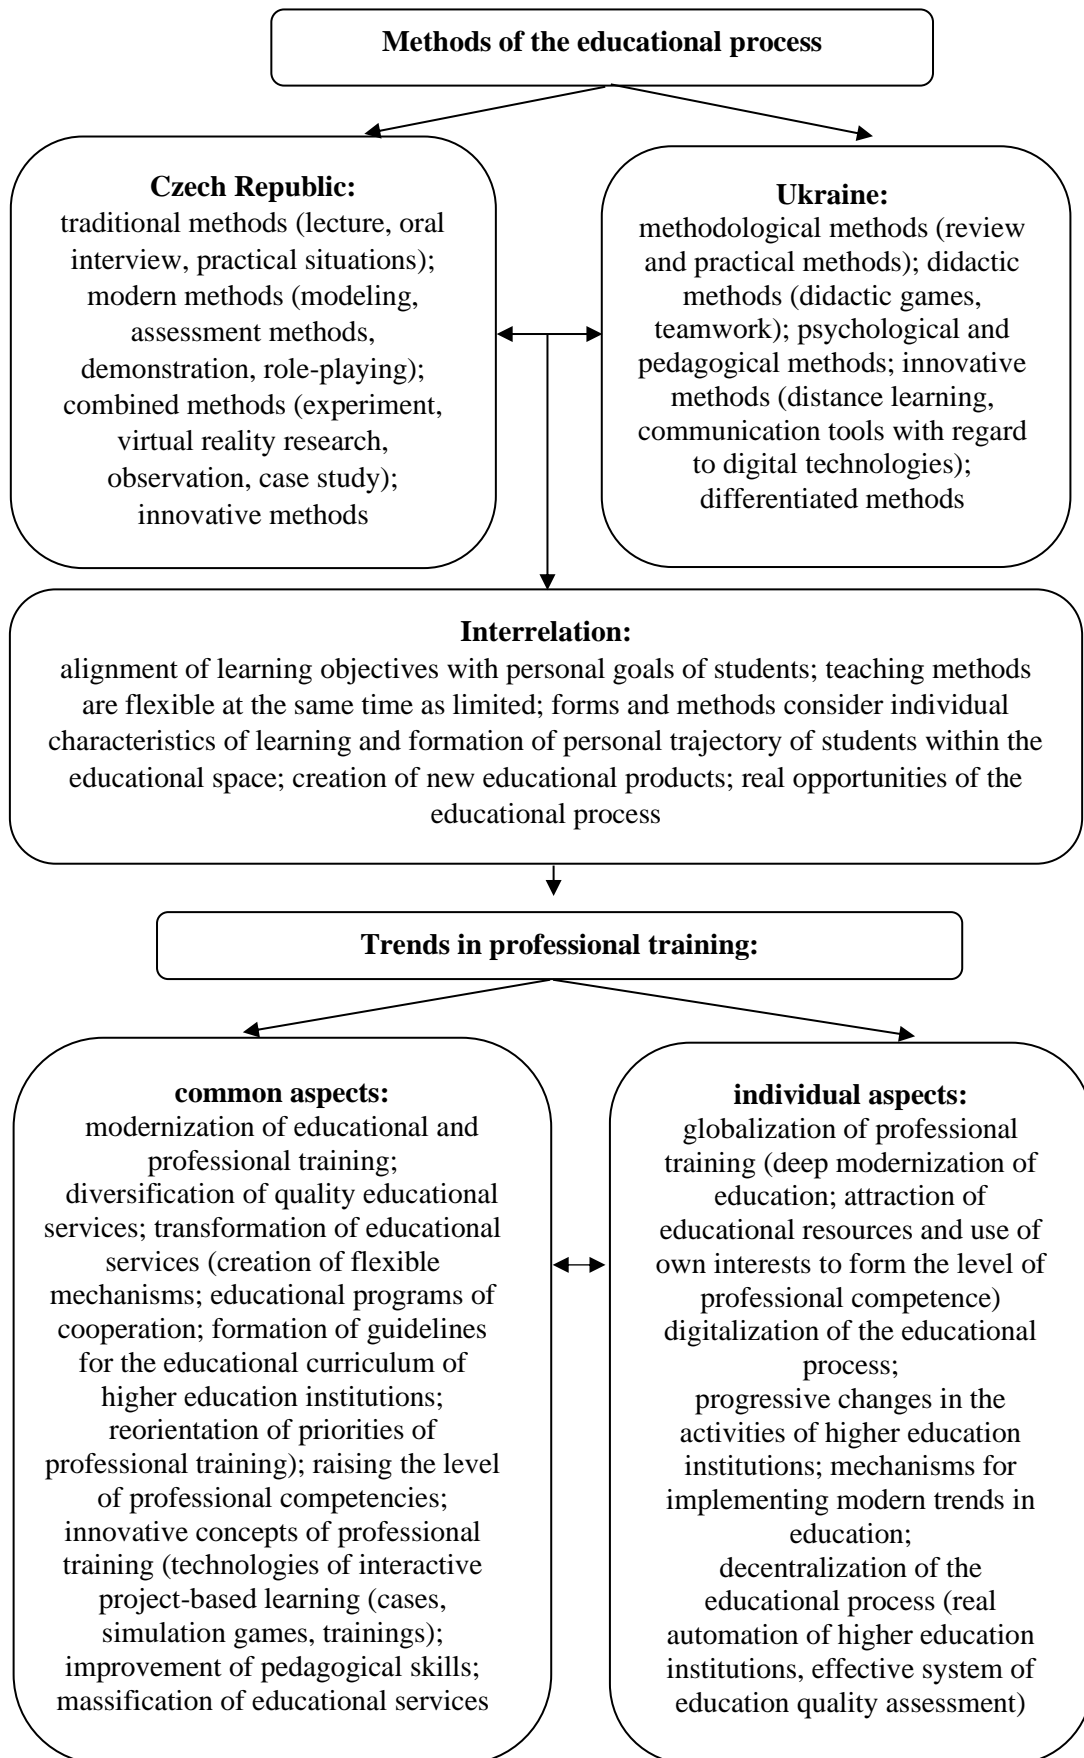 Methods of the educational process
Czech Republic:
traditional methods (lecture, oral
interview, practical situations);
modern methods (modeling,
assessment methods,
demonstration, role-playing);
combined methods (experiment,
virtual reality research,
observation, case study);
innovative methods
Ukraine:
methodological methods (review
and practical methods); didactic
methods (didactic games,
teamwork); psychological and
pedagogical methods; innovative
methods (distance learning,
communication tools with regard
to digital technologies);
differentiated methods
Interrelation:
alignment of learning objectives with personal goals of students; teaching methods
are flexible at the same time as limited; forms and methods consider individual
characteristics of learning and formation of personal trajectory of students within the
educational space; creation of new educational products; real opportunities of the
educational process
Trends in professional training:
common aspects:
modernization of educational and
professional training;
diversification of quality educational
services; transformation of educational
services (creation of flexible
mechanisms; educational programs of
cooperation; formation of guidelines
for the educational curriculum of
higher education institutions;
reorientation of priorities of
professional training); raising the level
of professional competencies;
innovative concepts of professional
training (technologies of interactive
project-based learning (cases,
simulation games, trainings);
improvement of pedagogical skills;
massification of educational services
individual aspects:
globalization of professional
training (deep modernization of
education; attraction of
educational resources and use of
own interests to form the level of
professional competence)
digitalization of the educational
process;
progressive changes in the
activities of higher education
institutions; mechanisms for
implementing modern trends in
education;
decentralization of the
educational process (real
automation of higher education
institutions, effective system of
education quality assessment)